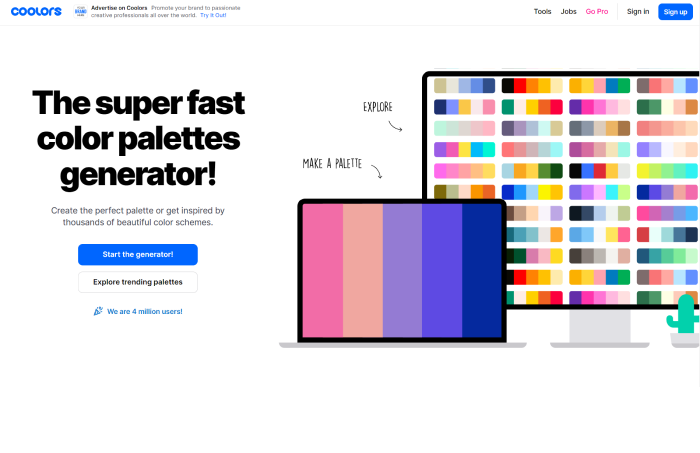 coolors
Advertise on Coolors Promote your brand to passionate
creative professionals all over the world. Try It Out!
Tools Jobs Go Pro Sign in Sign up
The super fast
color palettes
generator!
Create the perfect palette or get inspired by
thousands of beautiful color schemes.
Start the generator!
Explore trending palettes
We are 4 million users!
EXPLORE
MAKE A PALETTE